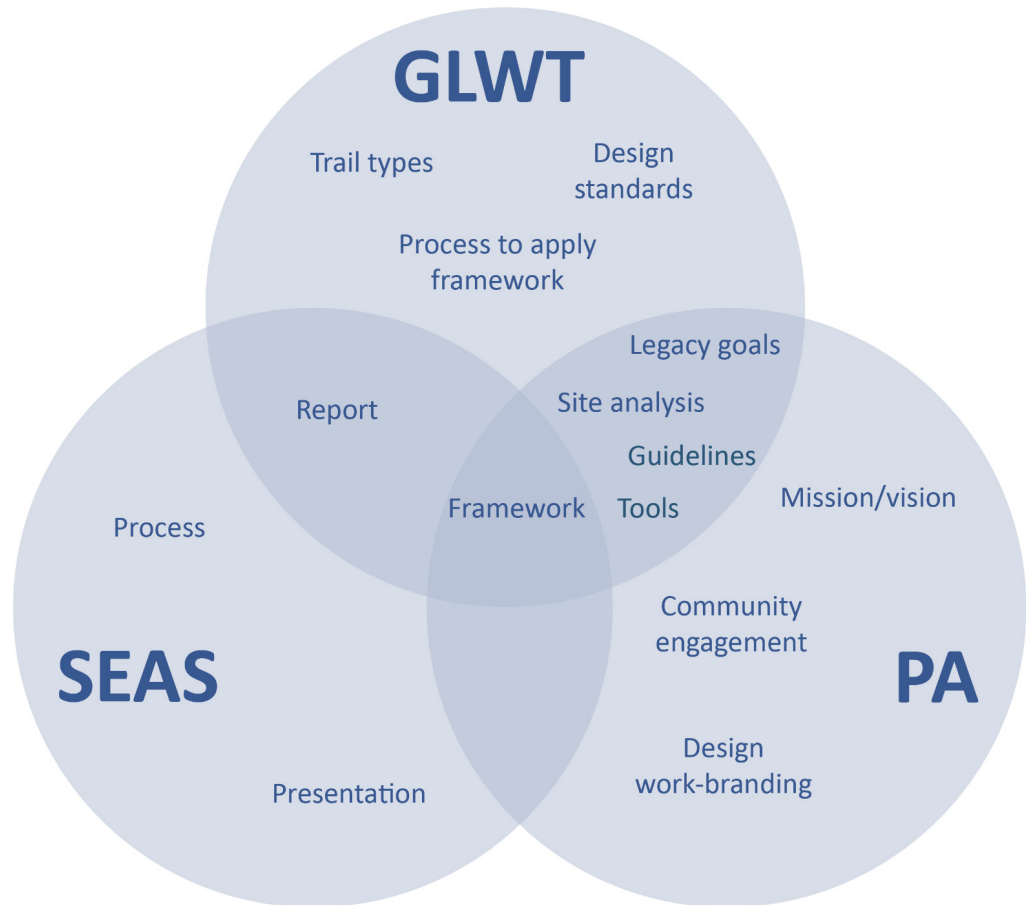 GLWT
Trail types
Design
standards
Process to apply
framework
Legacy goals
Report
Site analysis
Guidelines
Framework
Tools
Mission/vision
Process
Community
engagement
SEAS
PA
Design
work-branding
Presentation